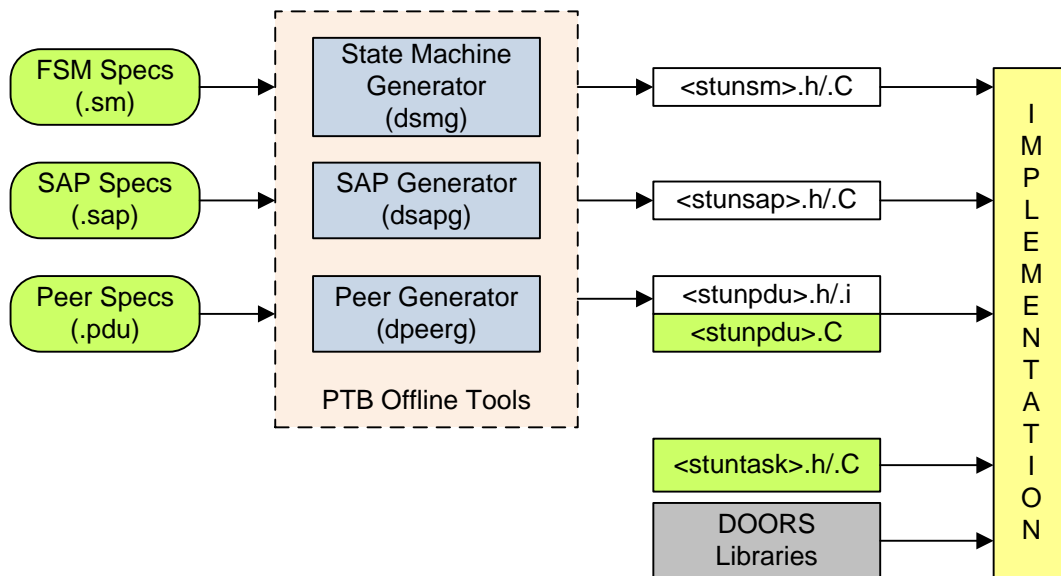 FSM Specs
(.sm)
State Machine
Generator
(dsmg)
<stunsm>.h/.C
SAP Specs
(.sap)
SAP Generator
(dsapg)
<stunsap>.h/.C
Peer Specs
(.pdu)
Peer Generator
(dpeerg)
<stunpdu>.h/.i
<stunpdu>.C
PTB Offline Tools
<stuntask>.h/.C
DOORS
Libraries
I
M
P
L
E
M
E
N
T
A
T
I
O
N